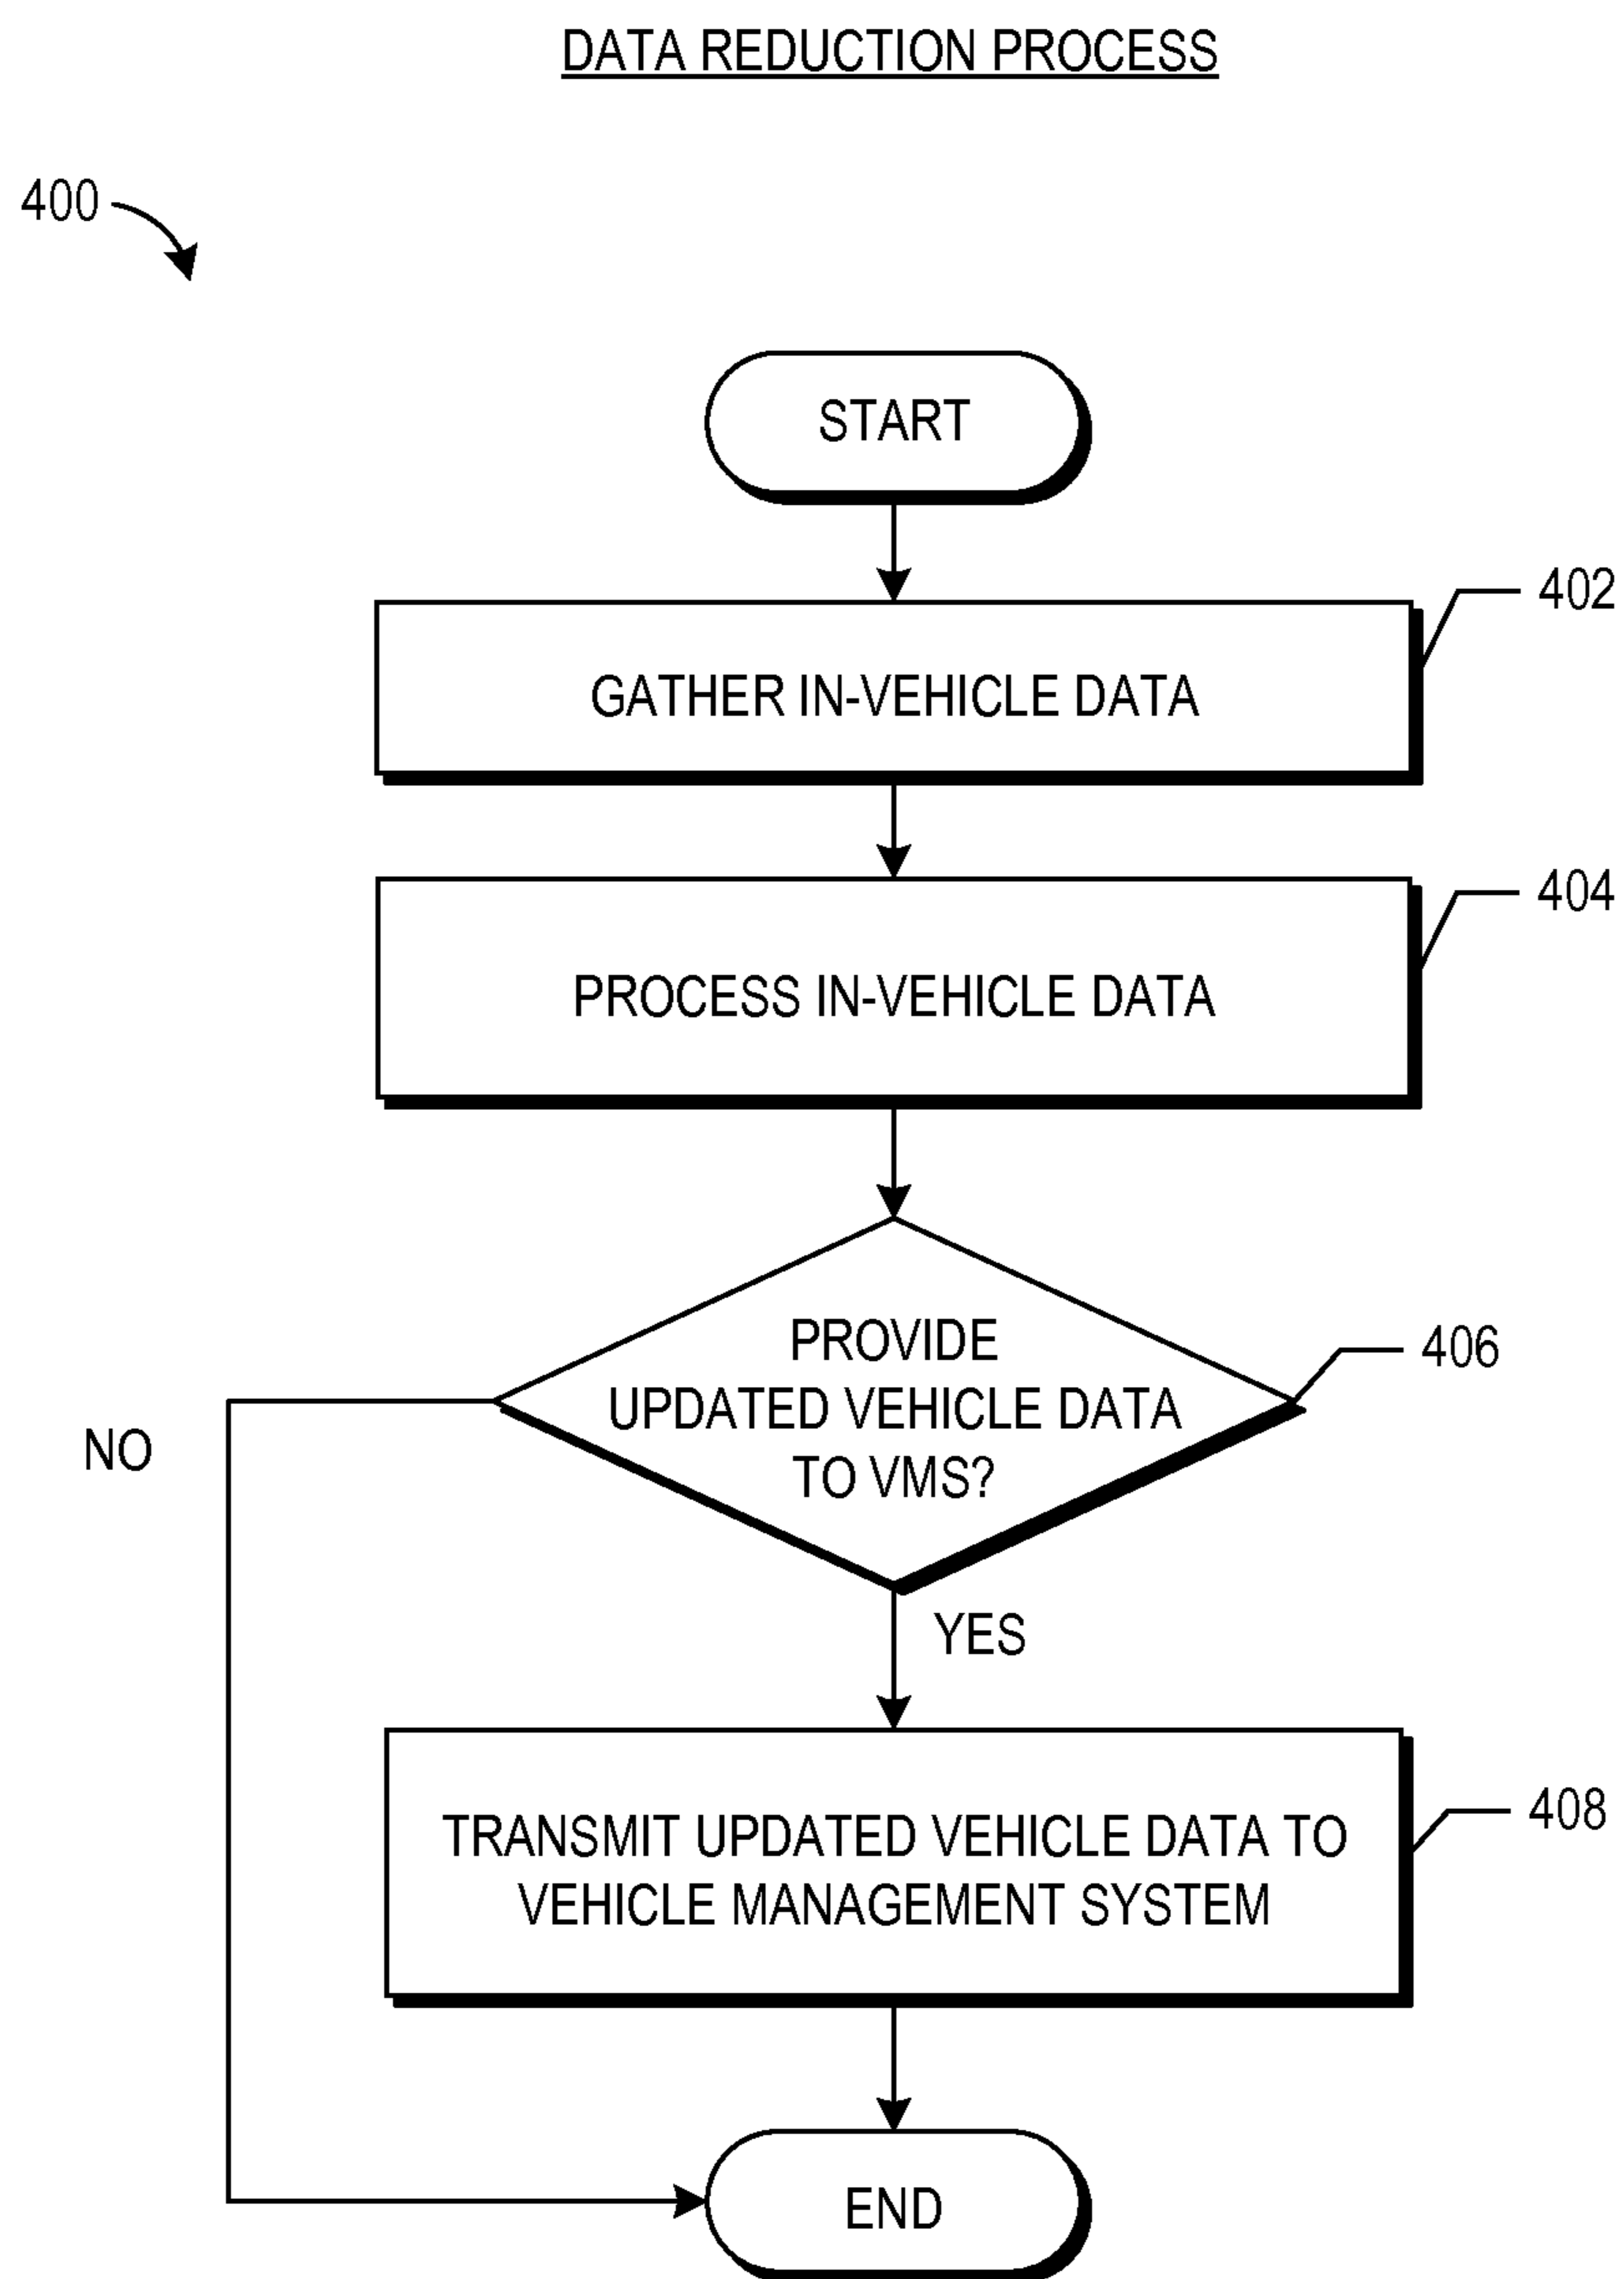 DATA REDUCTION PROCESS
400
START
402
GATHER IN-VEHICLE DATA
404
PROCESS IN-VEHICLE DATA
PROVIDE
UPDATED VEHICLE DATA
TO VMS?
406
NO
YES
TRANSMIT UPDATED VEHICLE DATA TO
VEHICLE MANAGEMENT SYSTEM
408
END